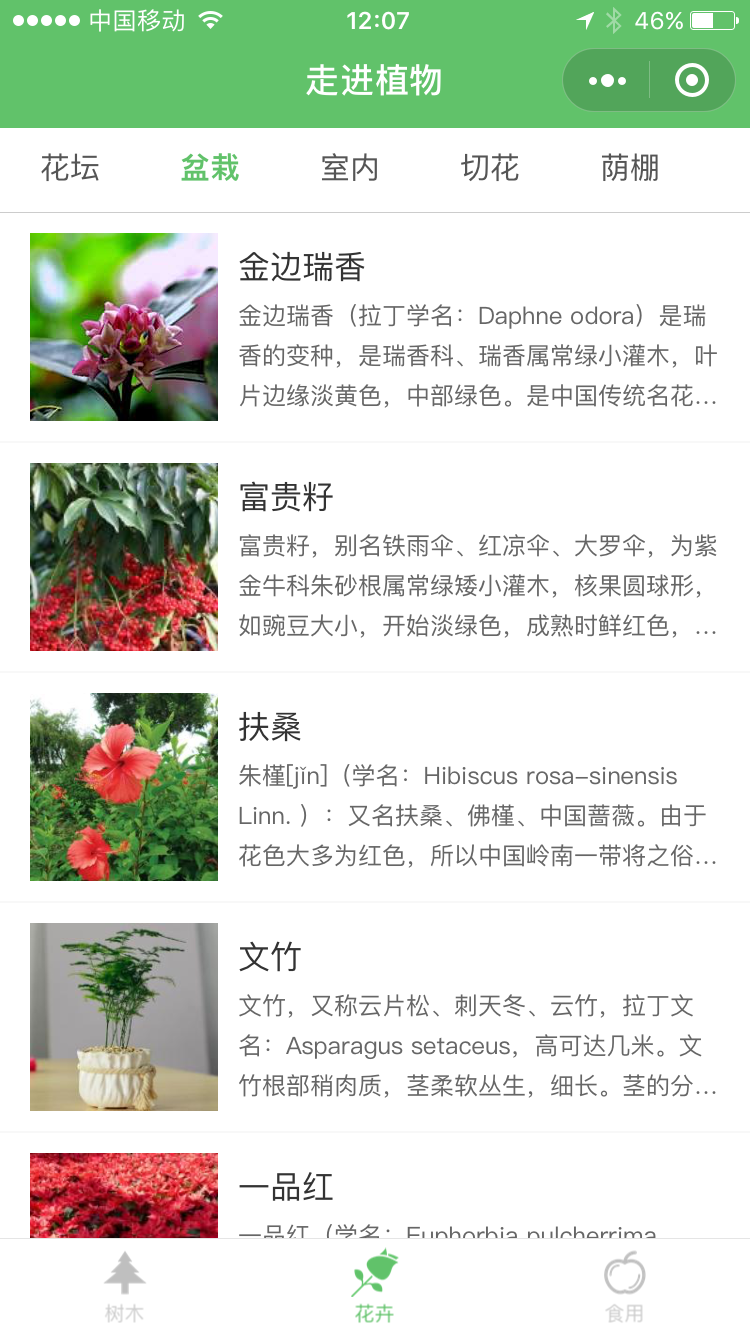 中国移动
12:07
46%
走进植物
花坛
盆栽
室内
切花
荫棚
金边瑞香
金边瑞香（拉丁学名：Daphne odora）是瑞
香的变种，是瑞香科、瑞香属常绿小灌木，叶
片边缘淡黄色，中部绿色。是中国传统名花...
富贵籽
富贵籽，别名铁雨伞、红凉伞、大罗伞，为紫
金牛科朱砂根属常绿矮小灌木，核果圆球形，
如豌豆大小，开始淡绿色，成熟时鲜红色，...
扶桑
朱槿[jǐn]（学名：Hibiscus rosa-sinensis
Linn. ）：又名扶桑、佛槿、中国蔷薇。由于
花色大多为红色，所以中国岭南一带将之俗...
文竹
文竹，又称云片松、刺天冬、云竹，拉丁文
名：Asparagus setaceus，高可达几米。文
竹根部稍肉质，茎柔软丛生，细长。茎的分...
一品红
一品红（学名：Euphorbia pulcherrima
树木
花卉
食用